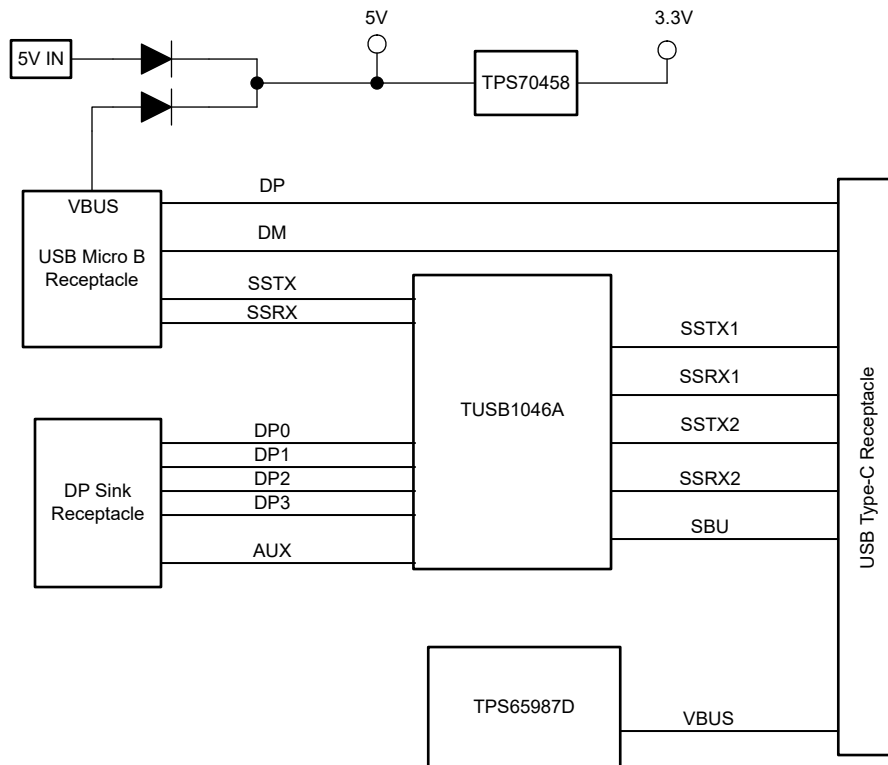 5V
3.3V
5V IN
TPS70458
VBUS
USB Micro B
Receptacle
DP
DM
SSTX
SSRX
TUSB1046A
SSTX1
SSRX1
SSTX2
SSRX2
SBU
DP Sink
Receptacle
DP0
DP1
DP2
DP3
AUX
USB Type-C Receptacle
TPS65987D
VBUS